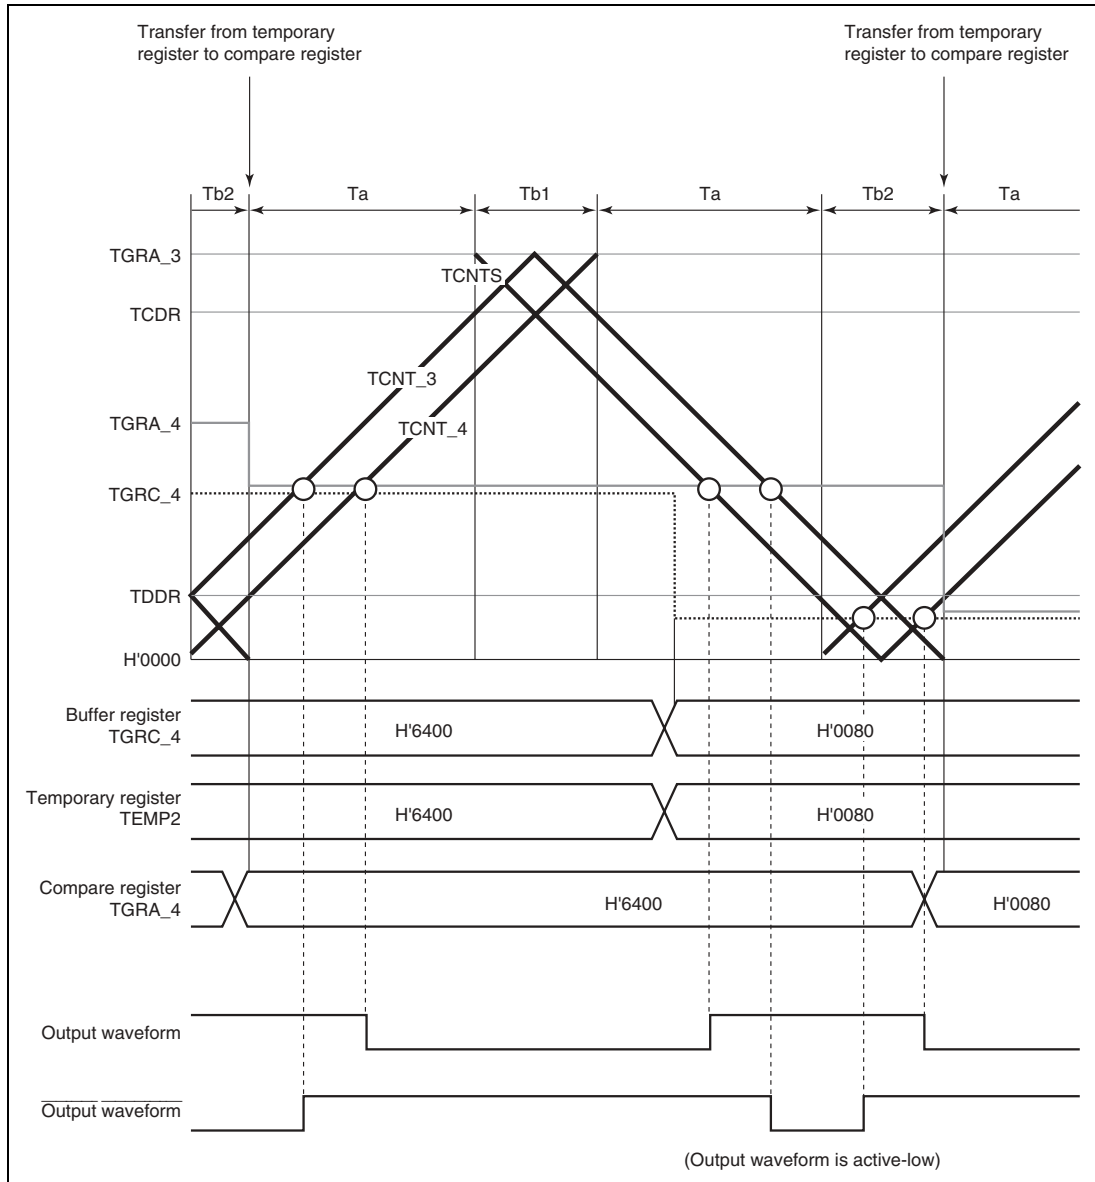 Transfer from temporary
register to compare register
Transfer from temporary
register to compare register
Tb2 Ta Tb1 Ta Tb2 Ta
TGRA_3
TCNTS
TCDR
TCNT_3
TGRA_4
TCNT_4
TGRC_4
TDDR
H'0000
Buffer register
TGRC_4
H'6400 H'0080
Temporary register
TEMP2
H'6400 H'0080
Compare register
TGRA_4
H'6400 H'0080
Output waveform
Output waveform
(Output waveform is active-low)